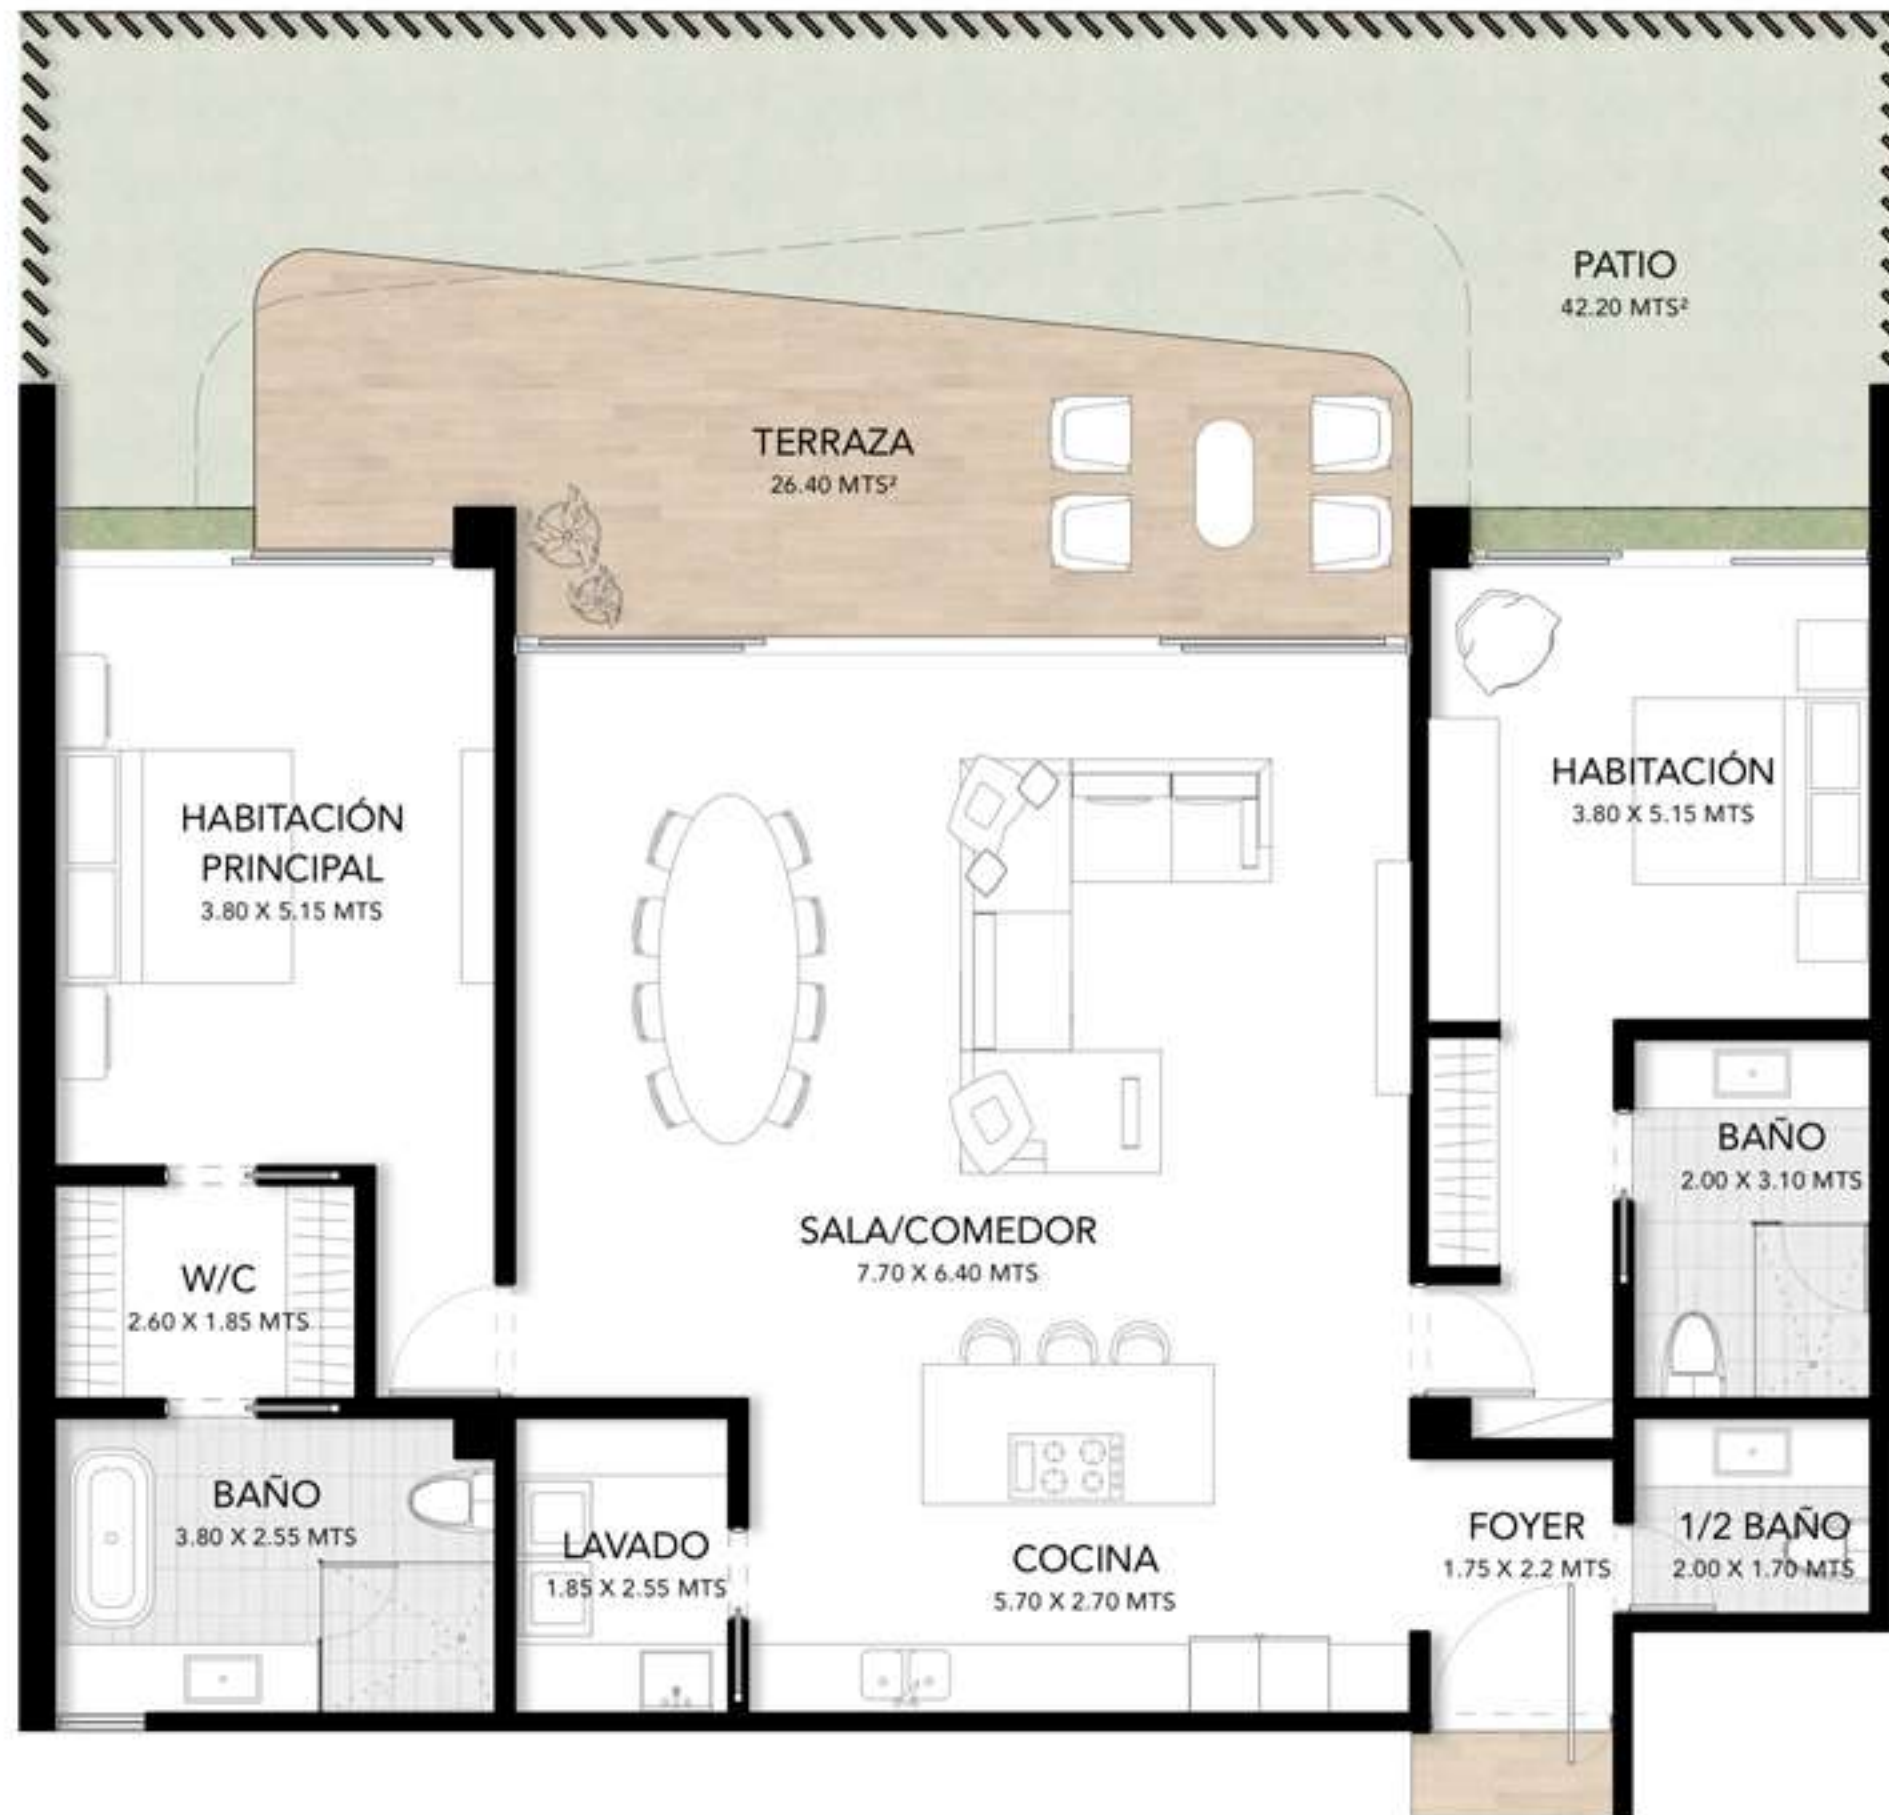 PATIO
42.20 MTS²
TERRAZA
26.40 MTS²
HABITACIÓN
3.80 X 5.15 MTS
HABITACIÓN
PRINCIPAL
3.80 X 5.15 MTS
BAÑO
2.00 X 3.10 MTS
SALA/COMEDOR
7.70 X 6.40 MTS
W/C
2.60 X 1.85 MTS
BAÑO
3.80 X 2.55 MTS
LAVADO
1.85 X 2.55 MTS
COCINA
5.70 X 2.70 MTS
FOYER
1.75 X 2.2 MTS
1/2 BAÑO
2.00 X 1.70 MTS